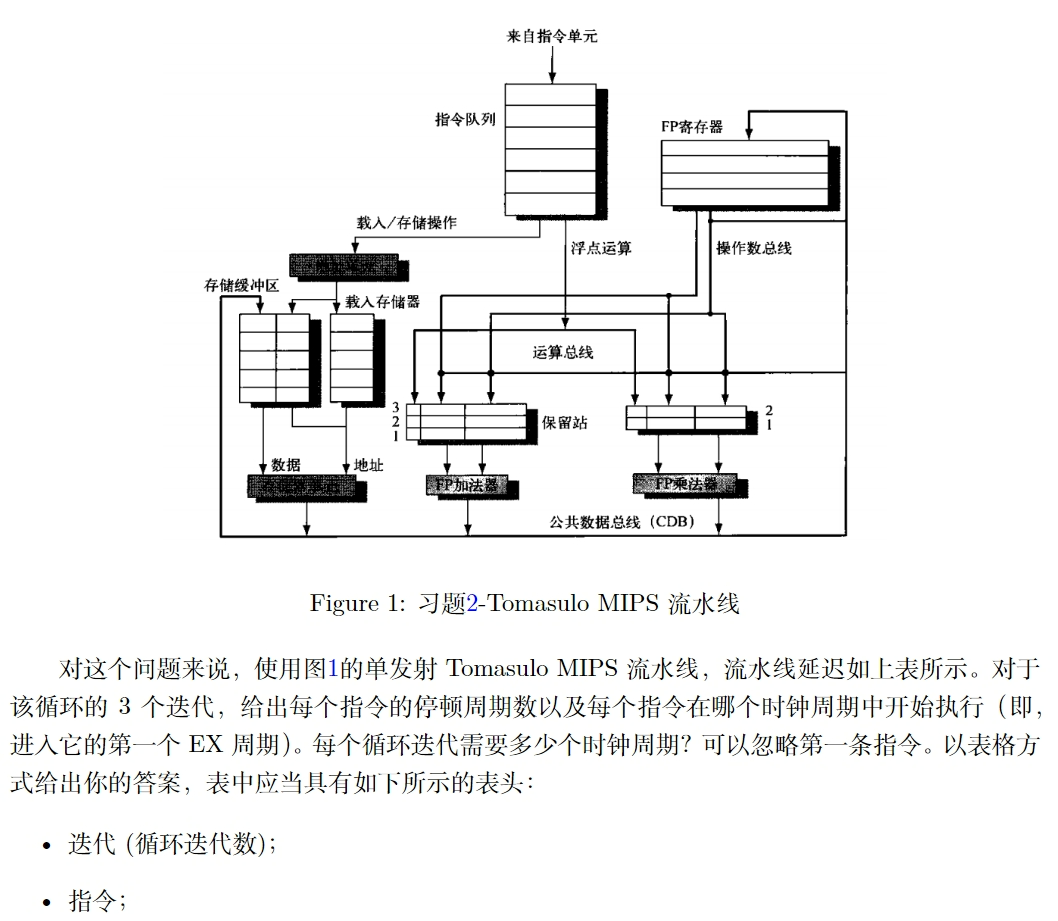 来自指令单元
指令队列
FP寄存器
载入/存储操作
浮点运算
操作数总线
存储缓冲区
载入存储器
运算总线
3
2
1
保留站
2
1
数据
地址
FP加法器
FP乘法器
公共数据总线（CDB）
Figure 1: 习题2-Tomasulo MIPS 流水线
对这个问题来说，使用图1的单发射 Tomasulo MIPS 流水线，流水线延迟如上表所示。对于
该循环的 3 个迭代，给出每个指令的停顿周期数以及每个指令在哪个时钟周期中开始执行（即，
进入它的第一个 EX 周期）。每个循环迭代需要多少个时钟周期？可以忽略第一条指令。以表格方
式给出你的答案，表中应当具有如下所示的表头：
• 迭代 (循环迭代数)；
• 指令；